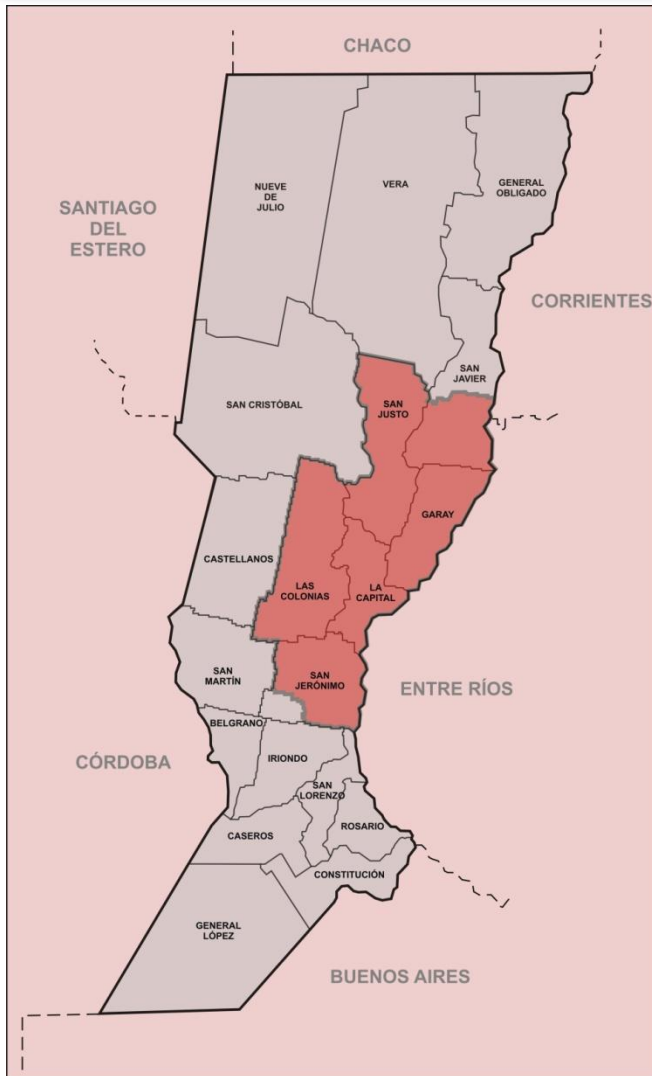 CHACO
NUEVE
DE
JULIO
VERA
GENERAL
OBLIGADO
SANTIAGO
DEL
ESTERO
CORRIENTES
SAN
JAVIER
SAN CRISTÓBAL
SAN
JUSTO
GARAY
CASTELLANOS
LAS
COLONIAS
LA
CAPITAL
SAN
MARTÍN
SAN
JERÓNIMO
ENTRE RÍOS
BELGRANO
CÓRDOBA
IRIONDO
SAN
LORENZO
CASEROS
ROSARIO
CONSTITUCIÓN
GENERAL
LÓPEZ
BUENOS AIRES